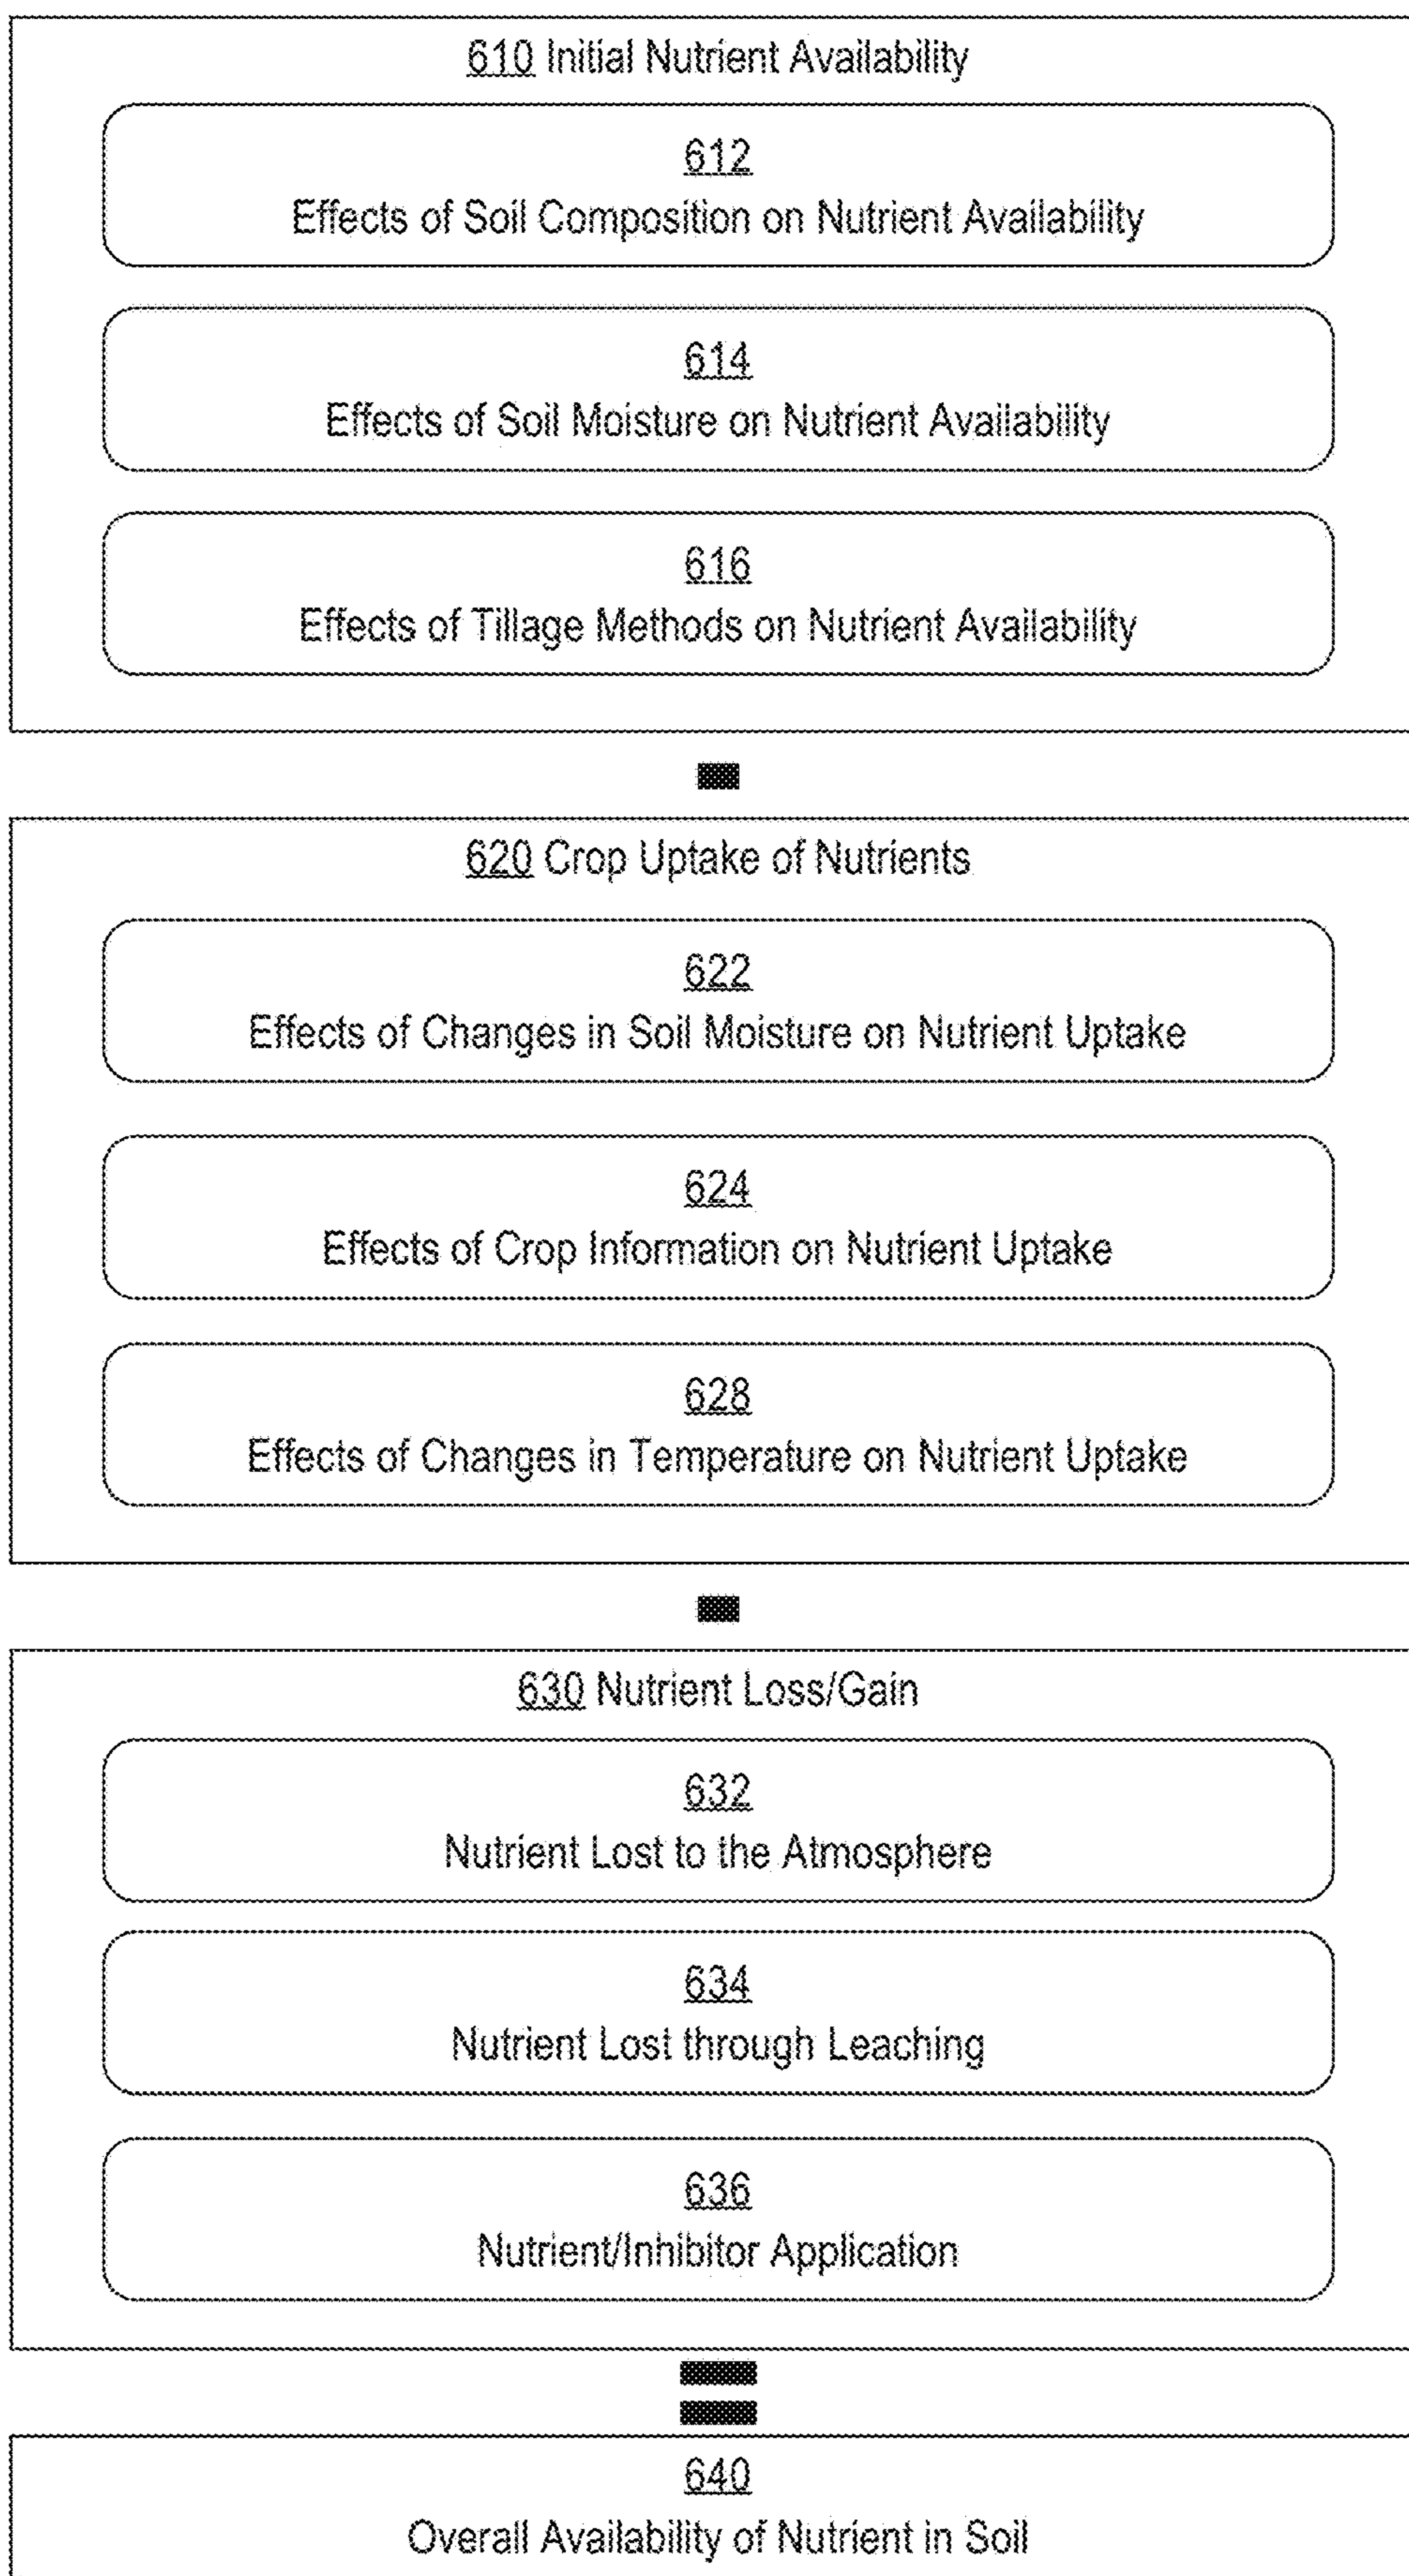 610 Initial Nutrient Availability
612
Effects of Soil Composition on Nutrient Availability
614
Effects of Soil Moisture on Nutrient Availability
616
Effects of Tillage Methods on Nutrient Availability
620 Crop Uptake of Nutrients
622
Effects of Changes in Soil Moisture on Nutrient Uptake
624
Effects of Crop Information on Nutrient Uptake
628
Effects of Changes in Temperature on Nutrient Uptake
630 Nutrient Loss/Gain
632
Nutrient Lost to the Atmosphere
634
Nutrient Lost through Leaching
636
Nutrient/Inhibitor Application
640
Overall Availability of Nutrient in Soil